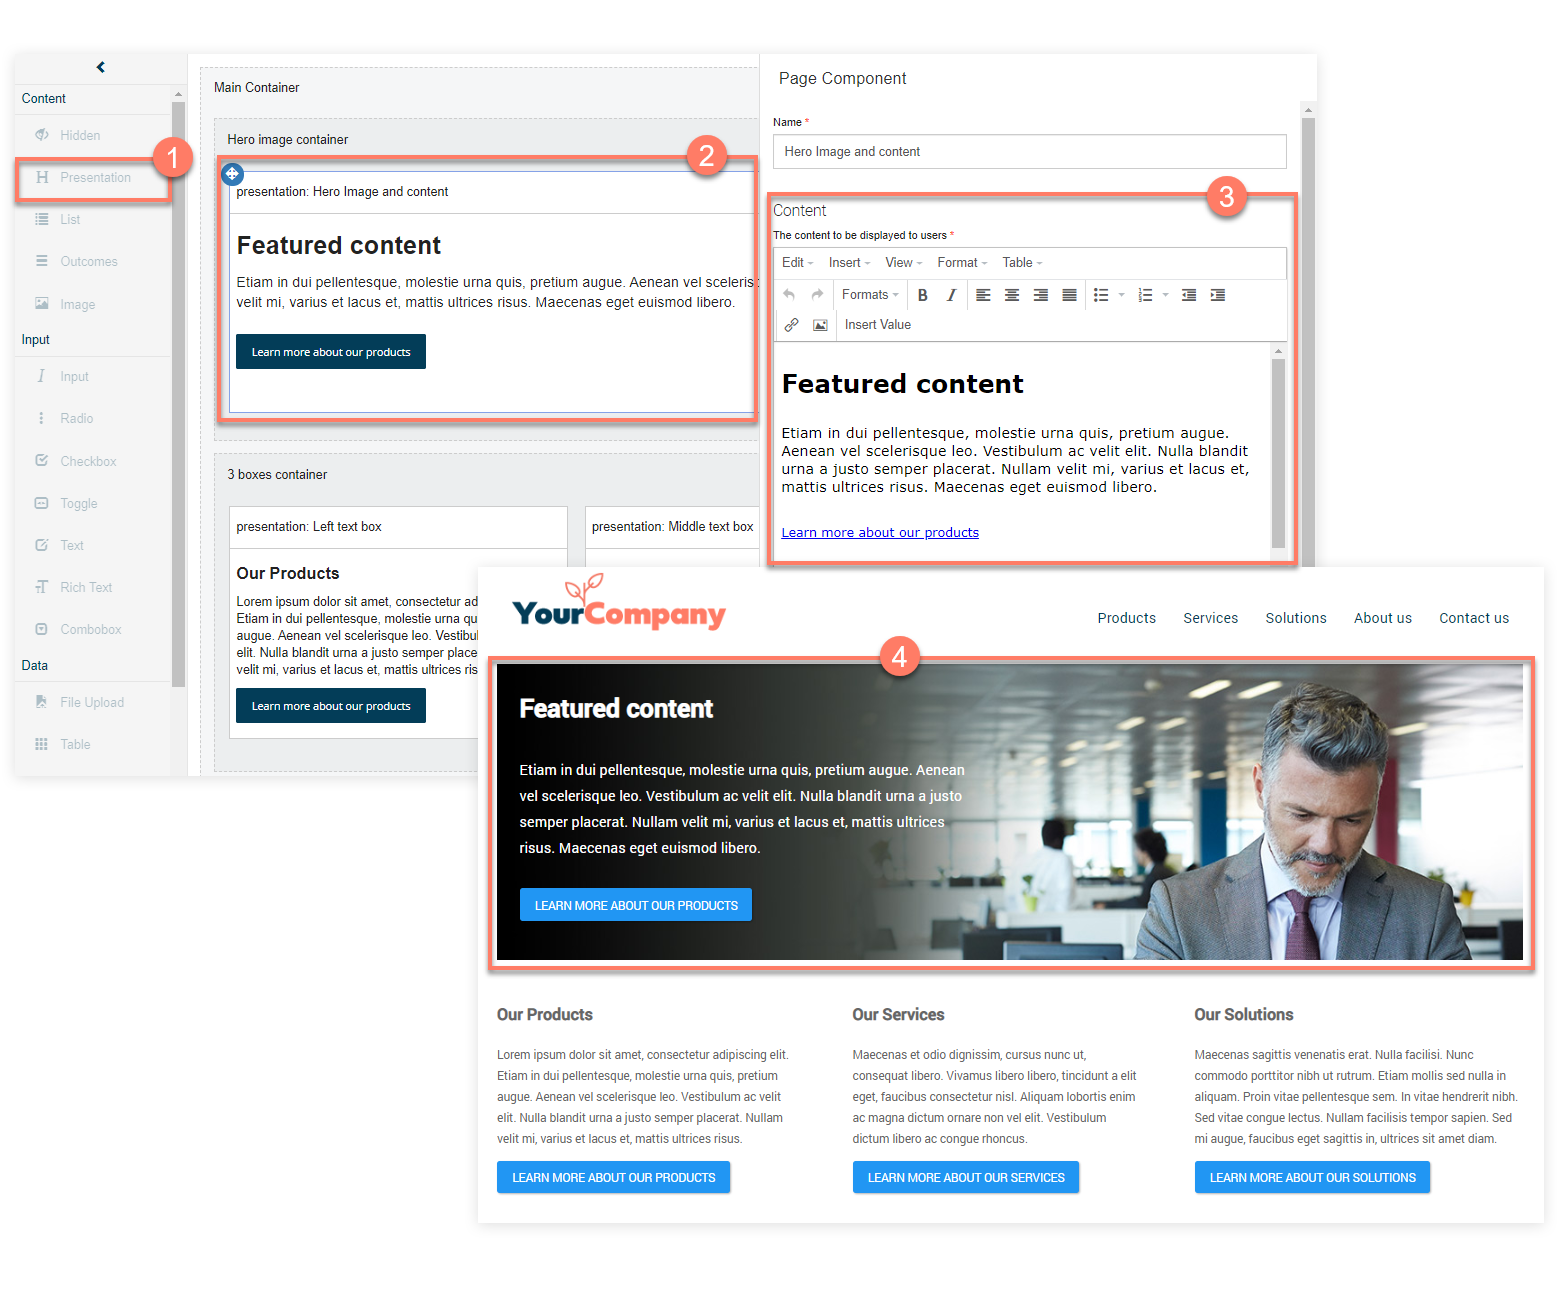 Content
Hidden
1
Presentation
List
Outcomes
Image
Input
Input
Radio
Checkbox
Toggle
Text
Rich Text
Combobox
Data
File Upload
Table
Main Container
Hero image container
2
presentation: Hero Image and content
Featured content
Etiam in dui pellentesque, molestie urna quis, pretium augue. Aenean vel scelerisc
velit mi, varius et lacus et, mattis ultrices risus. Maecenas eget euismod libero.
Learn more about our products
3 boxes container
presentation: Left text box
Our Products
Lorem ipsum dolor sit amet, consectetur ad
Etiam in dui pellentesque, molestie urna qu
augue. Aenean vel scelerisque leo. Vestibul
elit. Nulla blandit urna a justo semper place
velit mi, varius et lacus et, mattis ultrices ris
Learn more about our products
presentation: Middle text box
Page Component
Name *
Hero Image and content
3
Content
The content to be displayed to users *
Edit Insert View Format Table
Formats B I
Insert Value
Featured content
Etiam in dui pellentesque, molestie urna quis, pretium augue.
Aenean vel scelerisque leo. Vestibulum ac velit elit. Nulla blandit
urna a justo semper placerat. Nullam velit mi, varius et lacus et,
mattis ultrices risus. Maecenas eget euismod libero.
Learn more about our products
YourCompany
Products Services Solutions About us Contact us
4
Featured content
Etiam in dui pellentesque, molestie urna quis, pretium augue. Aenean
vel scelerisque leo. Vestibulum ac velit elit. Nulla blandit urna a justo
semper placerat. Nullam velit mi, varius et lacus et, mattis ultrices
risus. Maecenas eget euismod libero.
LEARN MORE ABOUT OUR PRODUCTS
Our Products
Lorem ipsum dolor sit amet, consectetur adipiscing elit.
Etiam in dui pellentesque, molestie urna quis, pretium
augue. Aenean vel scelerisque leo. Vestibulum ac velit
elit. Nulla blandit urna a justo semper placerat. Nullam
velit mi, varius et lacus et, mattis ultrices risus.
LEARN MORE ABOUT OUR PRODUCTS
Our Services
Maecenas et odio dignissim, cursus nunc ut,
consequat libero. Vivamus libero libero, tincidunt a elit
eget, faucibus consectetur nisl. Aliquam lobortis enim
ac magna dictum ornare non vel elit. Vestibulum
dictum libero ac congue rhoncus.
LEARN MORE ABOUT OUR SERVICES
Our Solutions
Maecenas sagittis venenatis erat. Nulla facilisi. Nunc
commodo porttitor nibh ut rutrum. Etiam mollis sed nulla in
aliquam. Proin vitae pellentesque sem. In vitae hendrerit nibh.
Sed vitae congue lectus. Nullam facilisis tempor sapien. Sed
mi augue, faucibus eget sagittis in, ultrices sit amet diam.
LEARN MORE ABOUT OUR SOLUTIONS